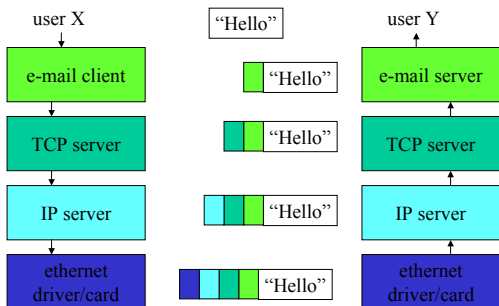 user X
“Hello”
user Y
e-mail client
“Hello”
e-mail server
TCP server
“Hello”
TCP server
IP server
“Hello”
IP server
ethernet
driver/card
“Hello”
ethernet
driver/card